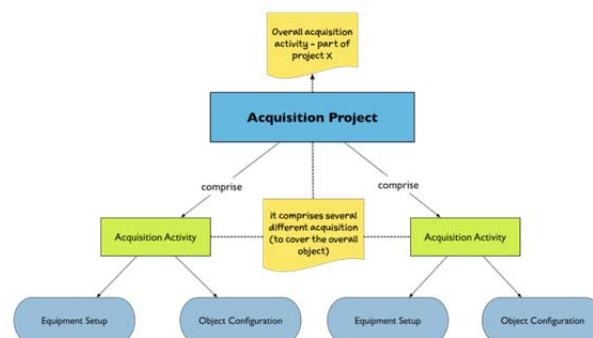 Overall acquisition
activity - part of
project X
Acquisition Project
comprise
comprise
it comprises several
different acquisition
(to cover the overall
object)
Acquisition Activity
Acquisition Activity
Equipment Setup
Object Configuration
Equipment Setup
Object Configuration